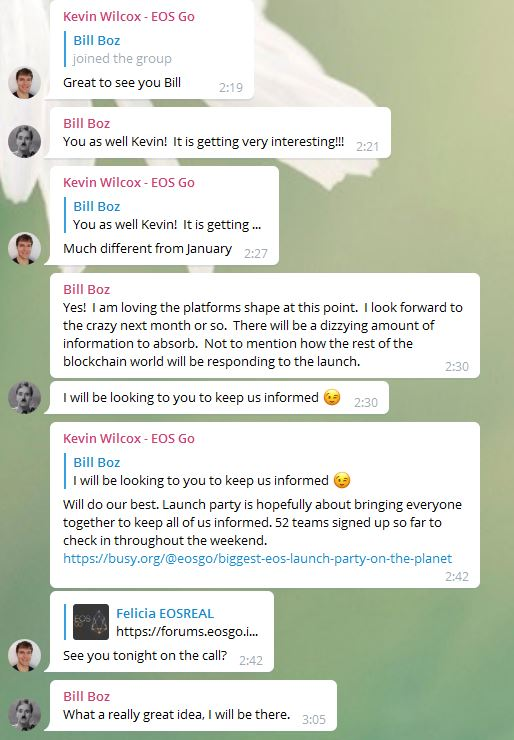 Kevin Wilcox - EOS Go
Bill Boz
joined the group
Great to see you Bill
2:19
Bill Boz
You as well Kevin! It is getting very interesting!!!
2:21
Kevin Wilcox - EOS Go
Bill Boz
You as well Kevin! It is getting ...
Much different from January
2:27
Bill Boz
Yes! I am loving the platforms shape at this point. I look forward to
the crazy next month or so. There will be a dizzying amount of
information to absorb. Not to mention how the rest of the
blockchain world will be responding to the launch.
2:30
I will be looking to you to keep us informed 😉
2:30
Kevin Wilcox - EOS Go
Bill Boz
I will be looking to you to keep us informed 😉
Will do our best. Launch party is hopefully about bringing everyone
together to keep all of us informed. 52 teams signed up so far to
check in throughout the weekend.
https://busy.org/@eosgo/biggest-eos-launch-party-on-the-planet
2:42
EOS
GO
Felicia EOSREAL
https://forums.eosgo.i...
See you tonight on the call?
2:42
Bill Boz
What a really great idea, I will be there.
3:05